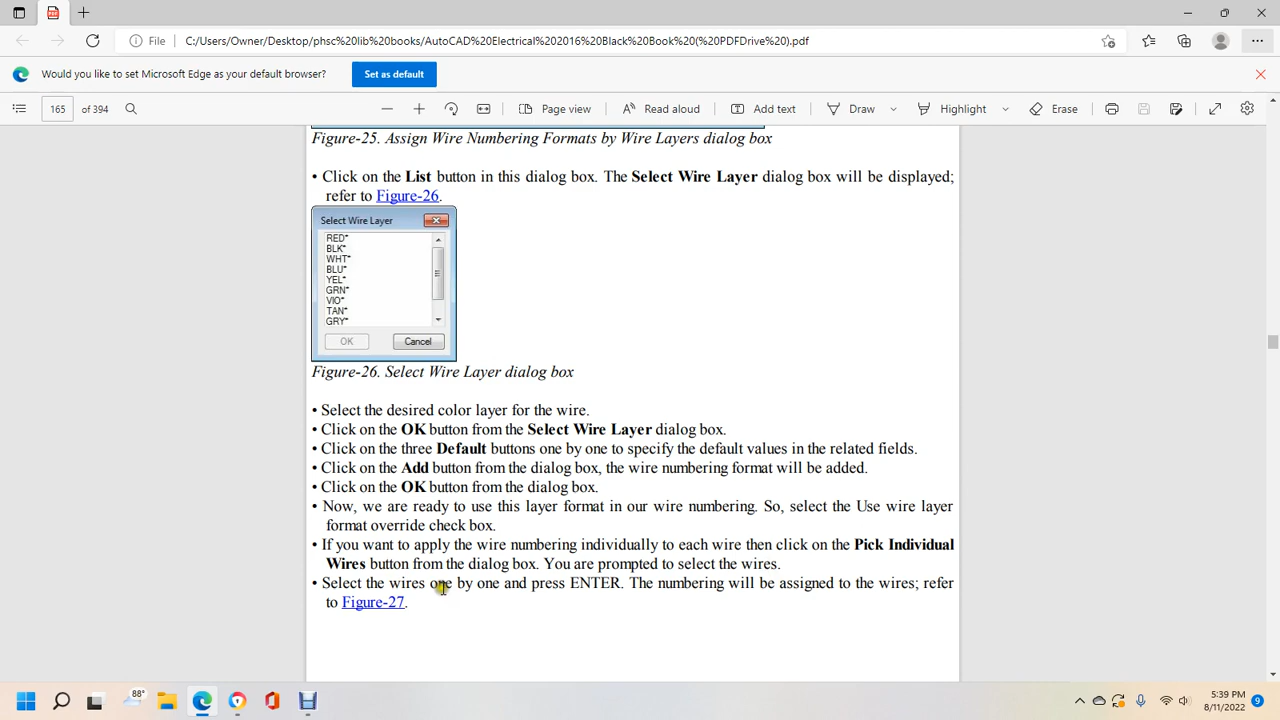 File C:/Users/Owner/Desktop/phsc%20lib%20books/AutoCAD%20Electrical%202016%20Black%20Book%20(%20PDFDrive%20).pdf
Would you like to set Microsoft Edge as your default browser? Set as default
165 of 394 Page view Read aloud Add text Draw Highlight Erase
Figure-25. Assign Wire Numbering Formats by Wire Layers dialog box
• Click on the List button in this dialog box. The Select Wire Layer dialog box will be displayed;
refer to Figure-26.
Select Wire Layer
RED*
BLK*
WHT*
BLU*
YEL*
GRN*
VIO*
TAN*
GRY*
OK Cancel
Figure-26. Select Wire Layer dialog box
• Select the desired color layer for the wire.
• Click on the OK button from the Select Wire Layer dialog box.
• Click on the three Default buttons one by one to specify the default values in the related fields.
• Click on the Add button from the dialog box, the wire numbering format will be added.
• Click on the OK button from the dialog box.
• Now, we are ready to use this layer format in our wire numbering. So, select the Use wire layer
format override check box.
• If you want to apply the wire numbering individually to each wire then click on the Pick Individual
Wires button from the dialog box. You are prompted to select the wires.
• Select the wires one by one and press ENTER. The numbering will be assigned to the wires; refer
to Figure-27.
88°
5:39 PM
8/11/2022
9